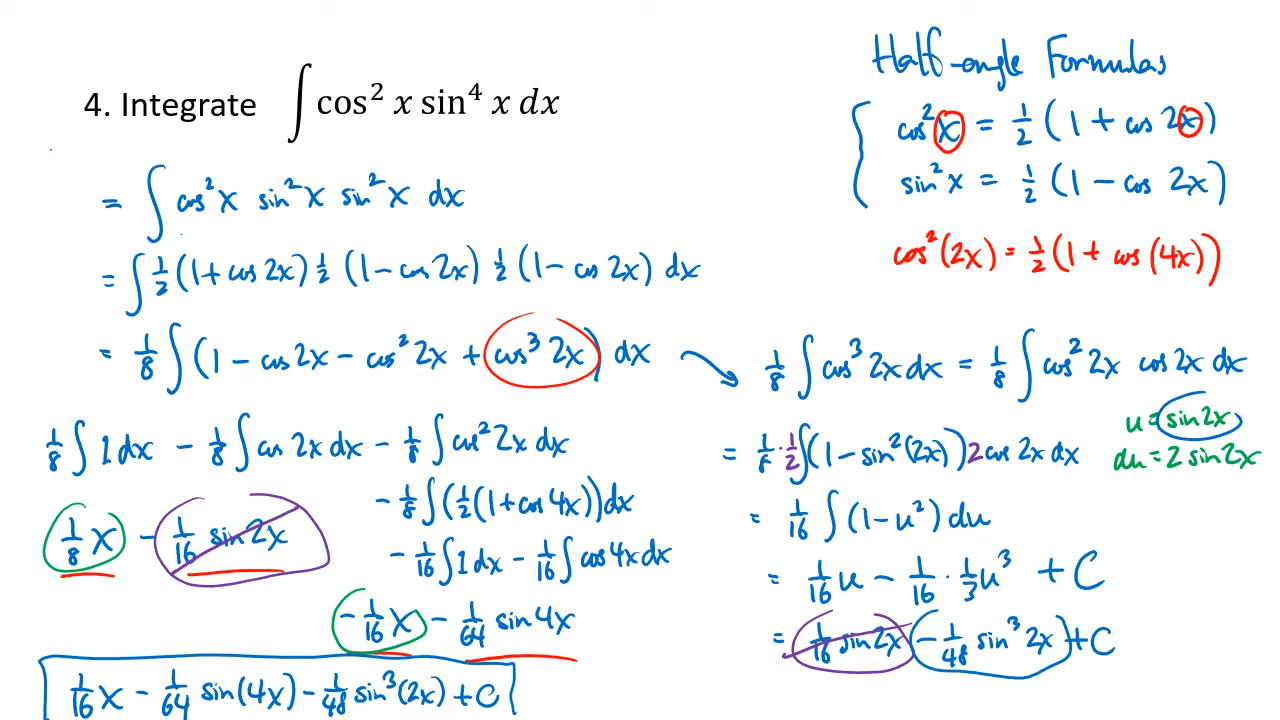 4. Integrate ∫ cos² x sin⁴ x dx
= ∫ cos²x sin²x sin²x dx
= ∫ ½ (1+cos 2x) ½ (1−cos 2x) ½ (1−cos 2x) dx
= ⅛ ∫ (1 − cos 2x − cos² 2x + cos³ 2x) dx
⅛ ∫ 1 dx − ⅛ ∫ cos 2x dx − ⅛ ∫ cos² 2x dx
− ⅛ ∫ (½ (1+cos 4x)) dx
⅛ x − 1/16 sin 2x
− 1/16 ∫ 1 dx − 1/16 ∫ cos 4x dx
− 1/16 x − 1/64 sin 4x
1/16 x − 1/64 sin(4x) − 1/48 sin³(2x) + C
Half-angle Formulas
cos² x = ½ (1 + cos 2x)
sin² x = ½ (1 − cos 2x)
cos² (2x) = ½ (1 + cos (4x))
⅛ ∫ cos³ 2x dx = ⅛ ∫ cos² 2x cos 2x dx
u = sin 2x
= ⅛ · ½ ∫ (1 − sin² (2x)) 2 cos 2x dx
du = 2 sin 2x
= 1/16 ∫ (1 − u²) du
= 1/16 u − 1/16 · ⅓ u³ + C
= 1/16 sin 2x − 1/48 sin³ 2x + C